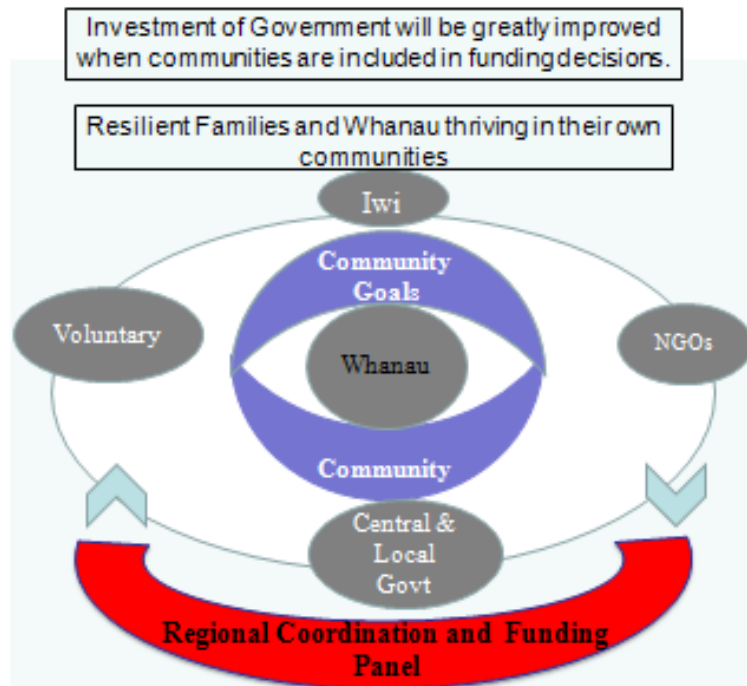 Investment of Government will be greatly improved
when communities are included in funding decisions.
Resilient Families and Whanau thriving in their own
communities
Iwi
Community
Goals
Voluntary
NGOs
Whanau
Community
Central &
Local
Govt
Regional Coordination and Funding
Panel